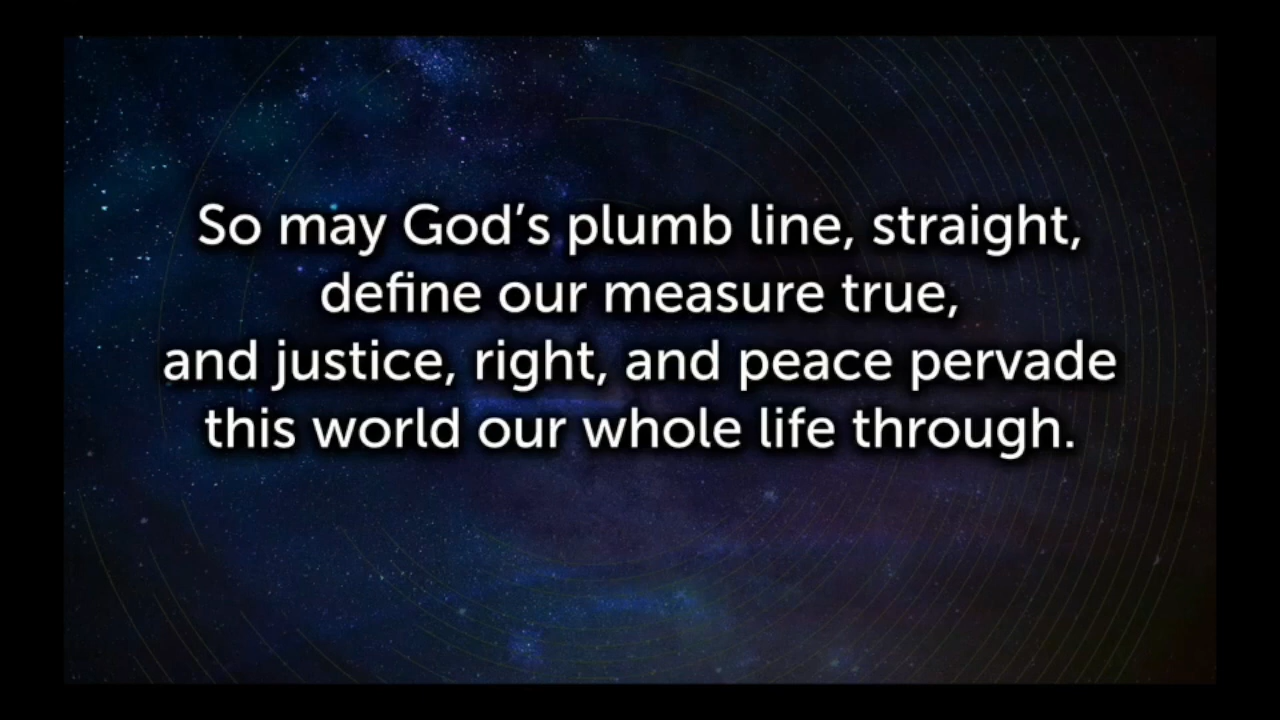 So may God’s plumb line, straight,
define our measure true,
and justice, right, and peace pervade
this world our whole life through.